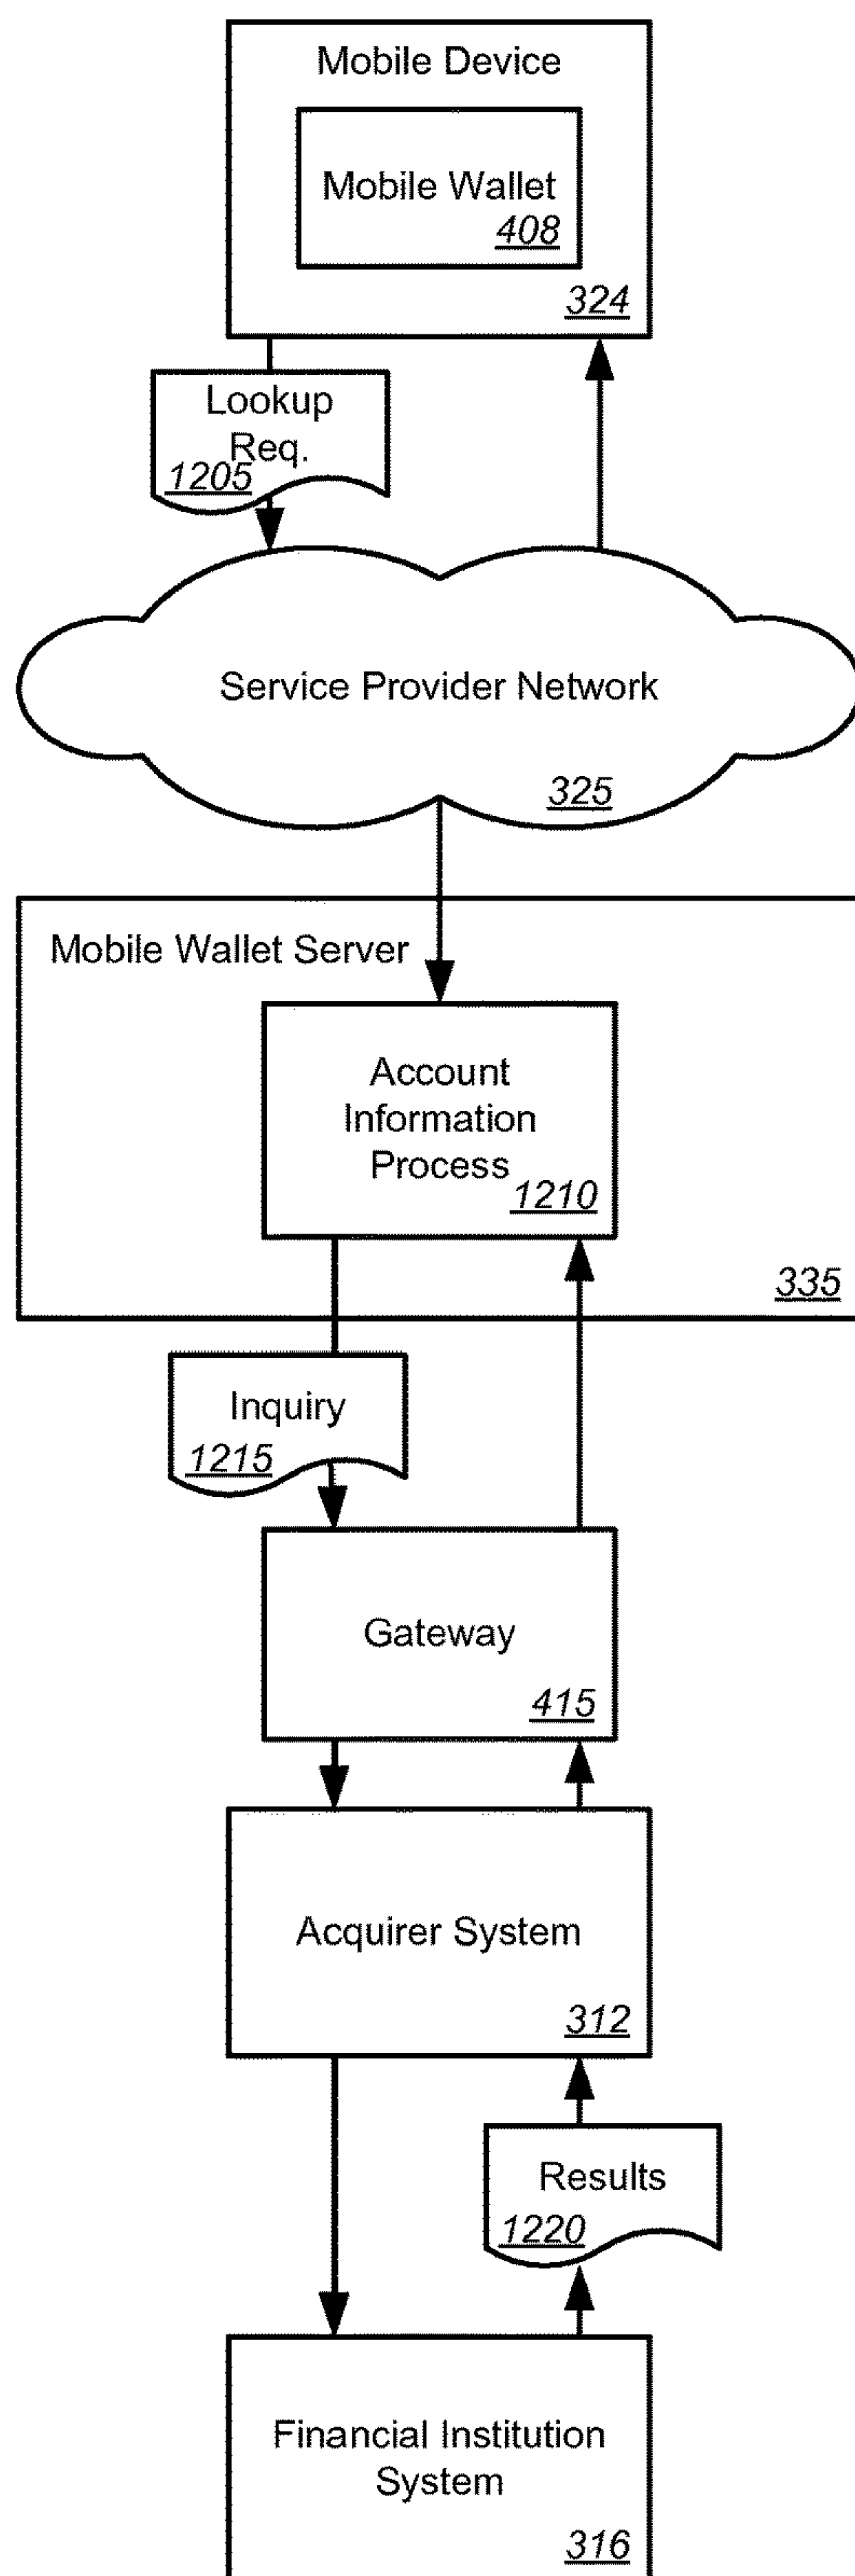 Mobile Device
Mobile Wallet
408
324
Lookup
Req.
1205
Service Provider Network
325
Mobile Wallet Server
Account
Information
Process
1210
335
Inquiry
1215
Gateway
415
Acquirer System
312
Results
1220
Financial Institution
System
316